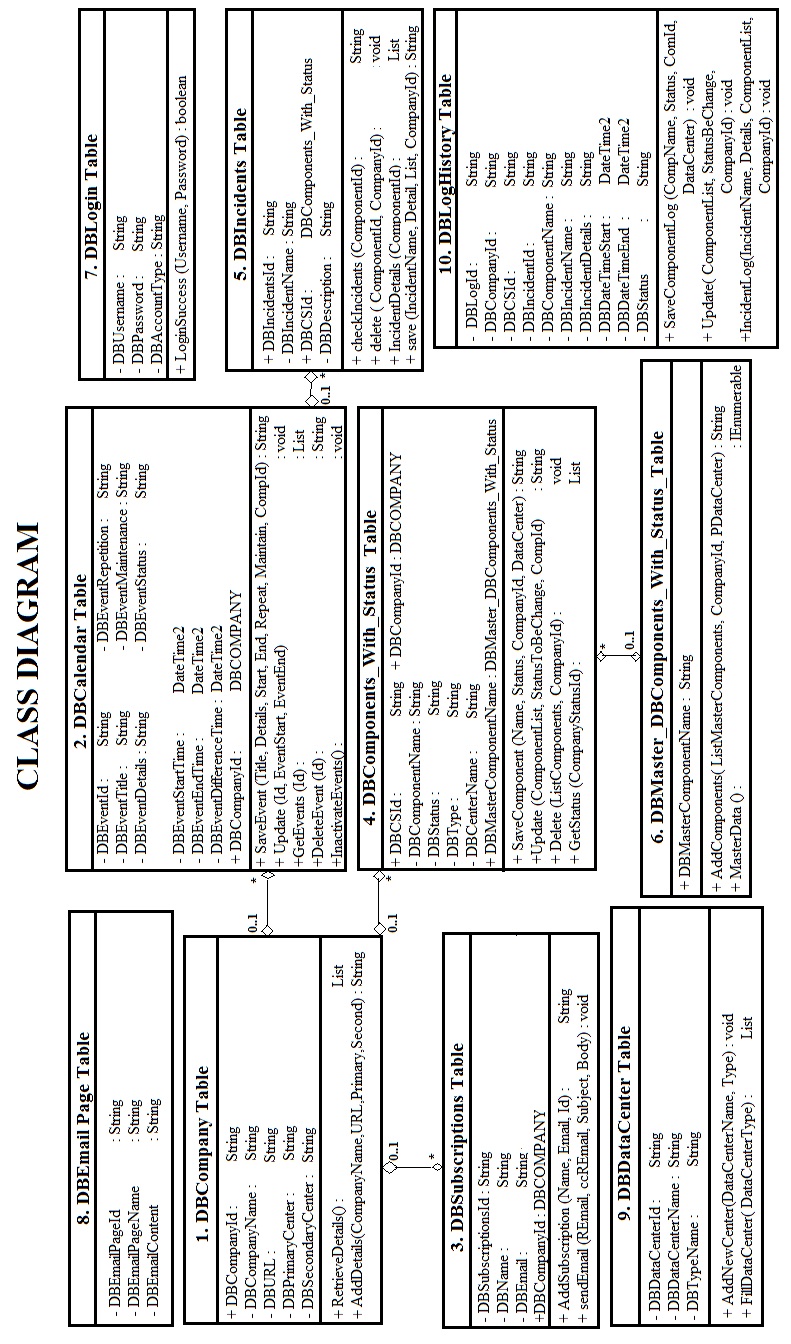 CLASS DIAGRAM
8. DBEmail Page Table
- DBEmailPageId : String
- DBEmailPageName : String
- DBEmailContent : String
2. DBCalendar Table
- DBEventId : String - DBEventRepetition : String
- DBEventTitle : String - DBEventMaintenance : String
- DBEventDetails : String - DBEventStatus : String
- DBEventStartTime : DateTime2
- DBEventEndTime : DateTime2
- DBEventDifferenceTime : DateTime2
+ DBCompanyId : DBCOMPANY
+ SaveEvent (Title, Details, Start, End, Repeat, Maintain, CompId) : String
+ Update (Id, EventStart, EventEnd) : void
+GetEvents (Id) : List
+DeleteEvent (Id) : String
+InactivateEvents() : : void
7. DBLogin Table
- DBUsername : String
- DBPassword : String
- DBAccountType : String
+ LoginSuccess (Username, Password) : boolean
1. DBCompany Table
+ DBCompanyId : String
- DBCompanyName : String
- DBURL : String
- DBPrimaryCenter : String
- DBSecondaryCenter : String
+ RetrieveDetails() : List
+ AddDetails(CompanyName,URL,Primary,Second) : String
0..1
*
0..1
*
0..1
*
4. DBComponents_With_Status Table
+ DBCSId : String + DBCompanyId : DBCOMPANY
- DBComponentName : String
- DBStatus : String
- DBType : String
- DBCenterName : String
+ DBMasterComponentName : DBMaster_DBComponents_With_Status
+ SaveComponent (Name, Status, CompanyId, DataCenter) : String
+Update (ComponentList, StatusToBeChange, CompId) : String
+ Delete (ListComponents, CompanyId) : void
+ GetStatus (CompanyStatusId) : List
0..1
*
5. DBIncidents Table
+ DBIncidentsId : String
- DBIncidentName : String
+ DBCSId : DBComponents_With_Status
- DBDescription : String
+ checkIncidents (ComponentId) : String
+ delete ( ComponentId, CompanyId) : void
+ IncidentDetails (ComponentId) : List
+ save (IncidentName, Detail, List, CompanyId) : String
3. DBSubscriptions Table
- DBSubscriptionsId : String
- DBName : String
- DBEmail : String
+DBCompanyId : DBCOMPANY
+ AddSubscription (Name, Email, Id) : String
+ sendEmail (REmail, ccREmail, Subject, Body) : void
*
0..1
10. DBLogHistory Table
- DBLogId : String
- DBCompanyId : String
- DBCSId : String
- DBIncidentId : String
- DBComponentName : String
- DBIncidentName : String
- DBIncidentDetails : String
- DBDateTimeStart : DateTime2
- DBDateTimeEnd : DateTime2
- DBStatus : String
+ SaveComponentLog (CompName, Status, ComId,
DataCenter) : void
+ Update( ComponentList, StatusBeChange,
CompanyId) : void
+IncidentLog(IncidentName, Details, ComponentList,
CompanyId) : void
9. DBDataCenter Table
- DBDataCenterId : String
- DBDataCenterName : String
- DBTypeName : String
+ AddNewCenter(DataCenterName, Type) : void
+ FillDataCenter( DataCenterType) : List
6. DBMaster_DBComponents_With_Status_Table
+ DBMasterComponentName : String
+ AddComponents( ListMasterComponents, CompanyId, PDataCenter) : String
+ MasterData () : : IEnumerable